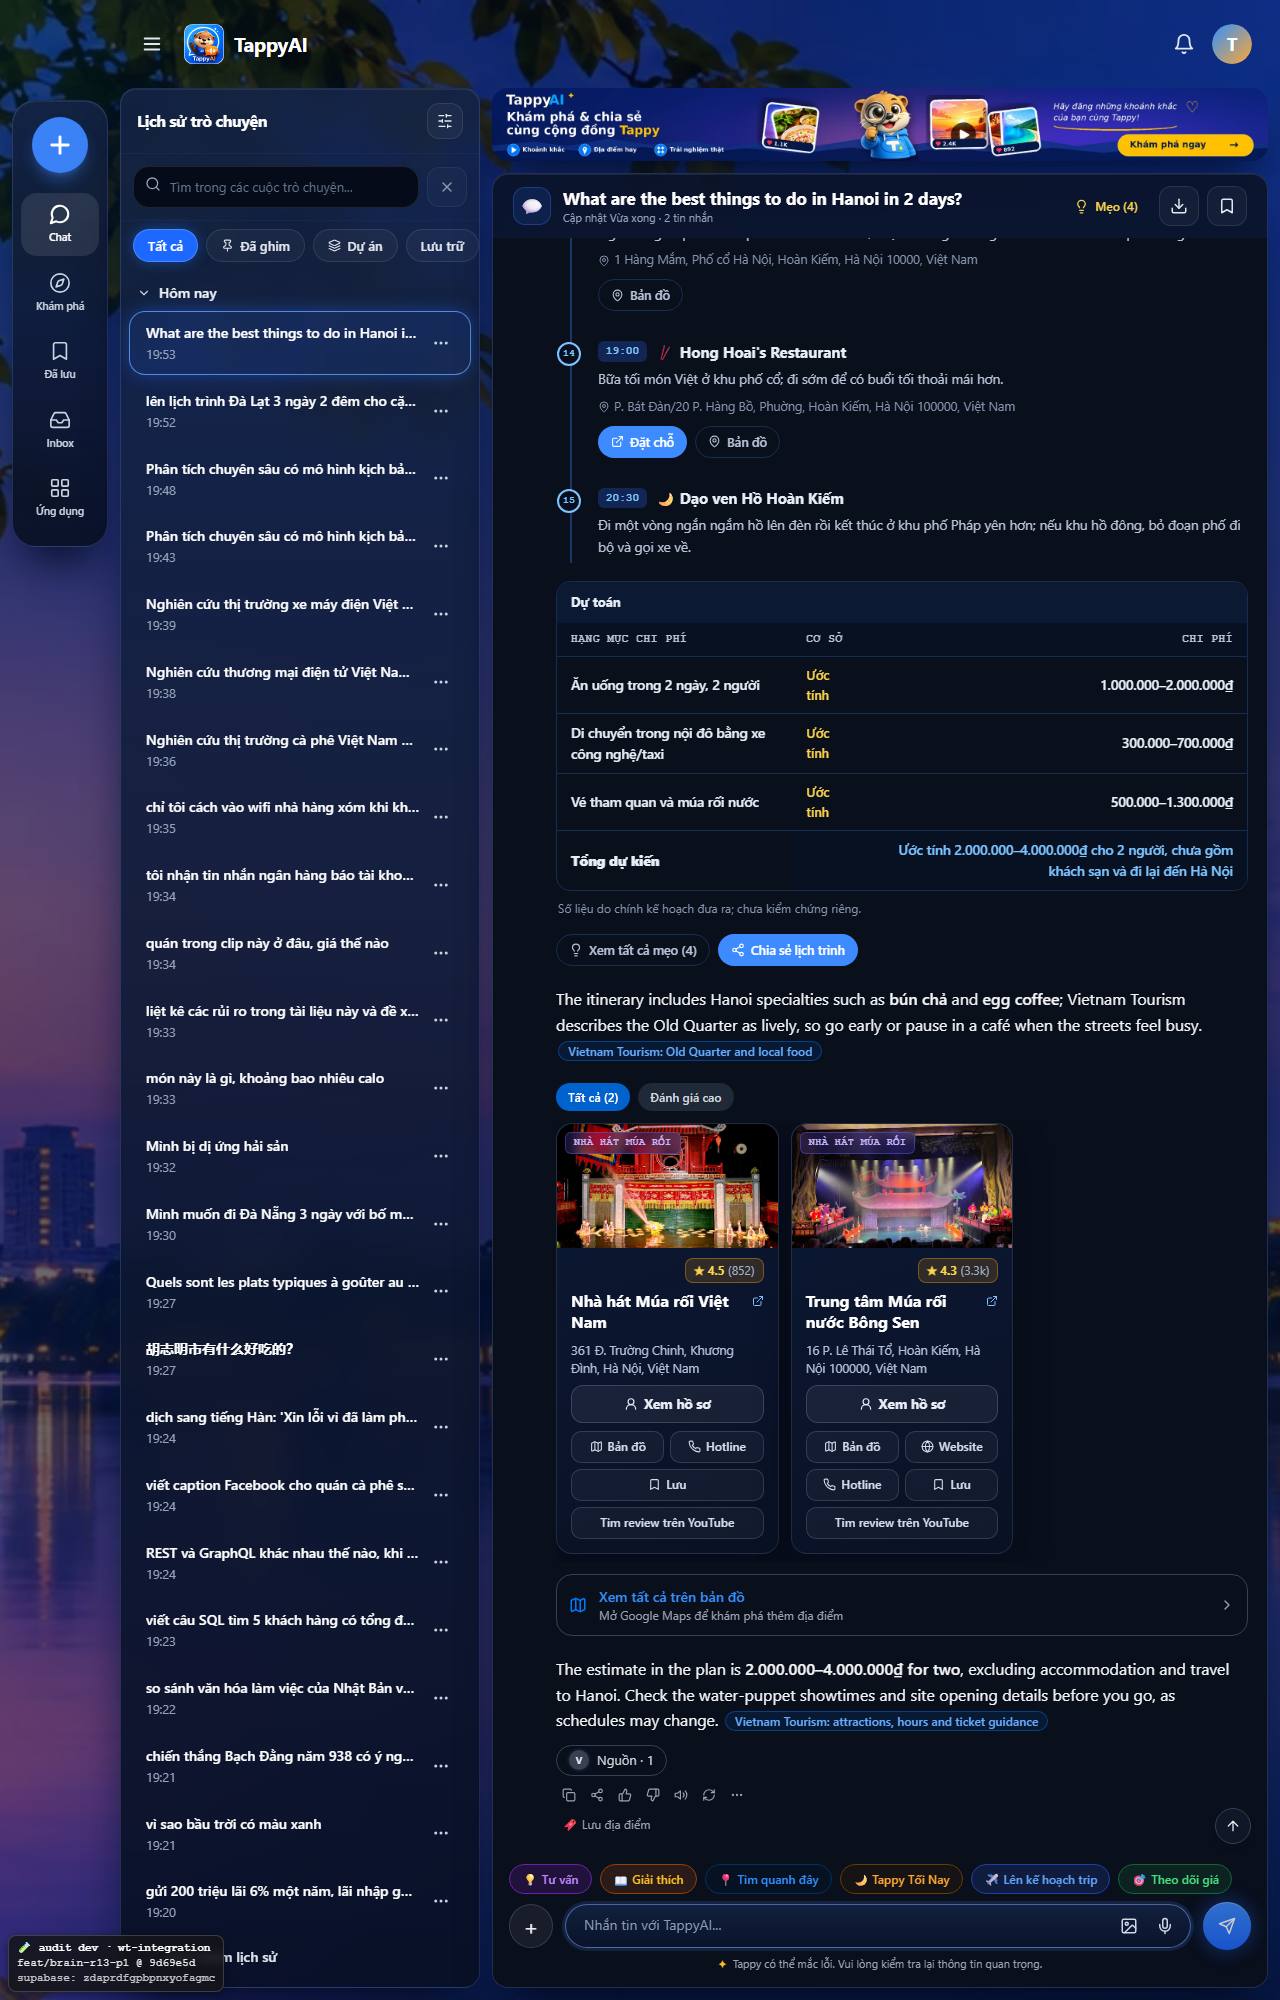 TappyAI
T
Lịch sử trò chuyện
Tìm trong các cuộc trò chuyện...
Tất cả
Đã ghim
Dự án
Lưu trữ
Chat
Khám phá
Đã lưu
Inbox
Ứng dụng
Hôm nay
What are the best things to do in Hanoi i...
19:53
lên lịch trình Đà Lạt 3 ngày 2 đêm cho cặ...
19:52
Phân tích chuyên sâu có mô hình kịch bả...
19:48
Phân tích chuyên sâu có mô hình kịch bả...
19:43
Nghiên cứu thị trường xe máy điện Việt ...
19:39
Nghiên cứu thương mại điện tử Việt Na...
19:38
Nghiên cứu thị trường cà phê Việt Nam ...
19:36
chỉ tôi cách vào wifi nhà hàng xóm khi kh...
19:35
tôi nhận tin nhắn ngân hàng báo tài kho...
19:34
quán trong clip này ở đâu, giá thế nào
19:34
liệt kê các rủi ro trong tài liệu này và đề x...
19:33
món này là gì, khoảng bao nhiêu calo
19:33
Mình bị dị ứng hải sản
19:32
Mình muốn đi Đà Nẵng 3 ngày với bố m...
19:30
Quels sont les plats typiques à goûter au ...
19:27
胡志明市有什么好吃的?
19:27
dịch sang tiếng Hàn: 'Xin lỗi vì đã làm ph...
19:24
viết caption Facebook cho quán cà phê s...
19:24
REST và GraphQL khác nhau thế nào, khi ...
19:24
viết câu SQL tìm 5 khách hàng có tổng đ...
19:23
so sánh văn hóa làm việc của Nhật Bản v...
19:22
chiến thắng Bạch Đằng năm 938 có ý ng...
19:21
vì sao bầu trời có màu xanh
19:21
gửi 200 triệu lãi 6% một năm, lãi nhập g...
19:20
m lịch sử
audit dev · wt-integration
feat/brain-r13-p1 @ 9d69e5d
supabase: zdaprdfgpbpnxyofagmc
TappyAI
Khám phá & chia sẻ
cùng cộng đồng Tappy
Khoảnh khắc
Địa điểm hay
Trải nghiệm thật
1.1K
2.4K
892
Hãy đăng những khoảnh khắc
của bạn cùng Tappy!
Khám phá ngay
What are the best things to do in Hanoi in 2 days?
Cập nhật Vừa xong · 2 tin nhắn
Mẹo (4)
1 Hàng Mắm, Phố cổ Hà Nội, Hoàn Kiếm, Hà Nội 10000, Việt Nam
Bản đồ
14
19:00
Hong Hoai's Restaurant
Bữa tối món Việt ở khu phố cổ; đi sớm để có buổi tối thoải mái hơn.
P. Bát Đàn/20 P. Hàng Bồ, Phường, Hoàn Kiếm, Hà Nội 100000, Việt Nam
Đặt chỗ
Bản đồ
15
20:30
Dạo ven Hồ Hoàn Kiếm
Đi một vòng ngắn ngắm hồ lên đèn rồi kết thúc ở khu phố Pháp yên hơn; nếu khu hồ đông, bỏ đoạn phố đi
bộ và gọi xe về.
Dự toán
HẠNG MỤC CHI PHÍ
CƠ SỞ
CHI PHÍ
Ăn uống trong 2 ngày, 2 người
Ước
tính
1.000.000–2.000.000₫
Di chuyển trong nội đô bằng xe
công nghệ/taxi
Ước
tính
300.000–700.000₫
Vé tham quan và múa rối nước
Ước
tính
500.000–1.300.000₫
Tổng dự kiến
Ước tính 2.000.000–4.000.000₫ cho 2 người, chưa gồm
khách sạn và đi lại đến Hà Nội
Số liệu do chính kế hoạch đưa ra; chưa kiểm chứng riêng.
Xem tất cả mẹo (4)
Chia sẻ lịch trình
The itinerary includes Hanoi specialties such as bún chả and egg coffee; Vietnam Tourism
describes the Old Quarter as lively, so go early or pause in a café when the streets feel busy.
Vietnam Tourism: Old Quarter and local food
Tất cả (2)
Đánh giá cao
NHÀ HÁT MÚA RỐI
4.5 (852)
Nhà hát Múa rối Việt
Nam
361 Đ. Trường Chinh, Khương
Đình, Hà Nội, Việt Nam
Xem hồ sơ
Bản đồ
Hotline
Lưu
Tìm review trên YouTube
NHÀ HÁT MÚA RỐI
4.3 (3.3k)
Trung tâm Múa rối
nước Bông Sen
16 P. Lê Thái Tổ, Hoàn Kiếm, Hà
Nội 100000, Việt Nam
Xem hồ sơ
Bản đồ
Website
Hotline
Lưu
Tìm review trên YouTube
Xem tất cả trên bản đồ
Mở Google Maps để khám phá thêm địa điểm
The estimate in the plan is 2.000.000–4.000.000₫ for two, excluding accommodation and travel
to Hanoi. Check the water-puppet showtimes and site opening details before you go, as
schedules may change. Vietnam Tourism: attractions, hours and ticket guidance
V
Nguồn · 1
Lưu địa điểm
Tư vấn
Giải thích
Tìm quanh đây
Tappy Tối Nay
Lên kế hoạch trip
Theo dõi giá
Nhắn tin với TappyAI...
Tappy có thể mắc lỗi. Vui lòng kiểm tra lại thông tin quan trọng.